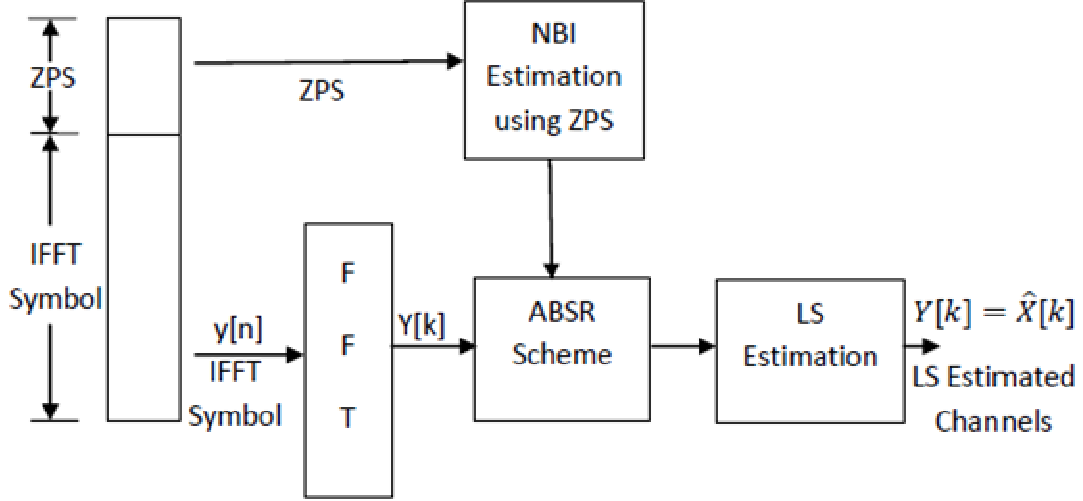 ZPS
IFFT
Symbol
ZPS
NBI
Estimation
using ZPS
y[n]
IFFT
Symbol
F
F
T
Y[k]
ABSR
Scheme
LS
Estimation
Y[k] = X̂[k]
LS Estimated
Channels